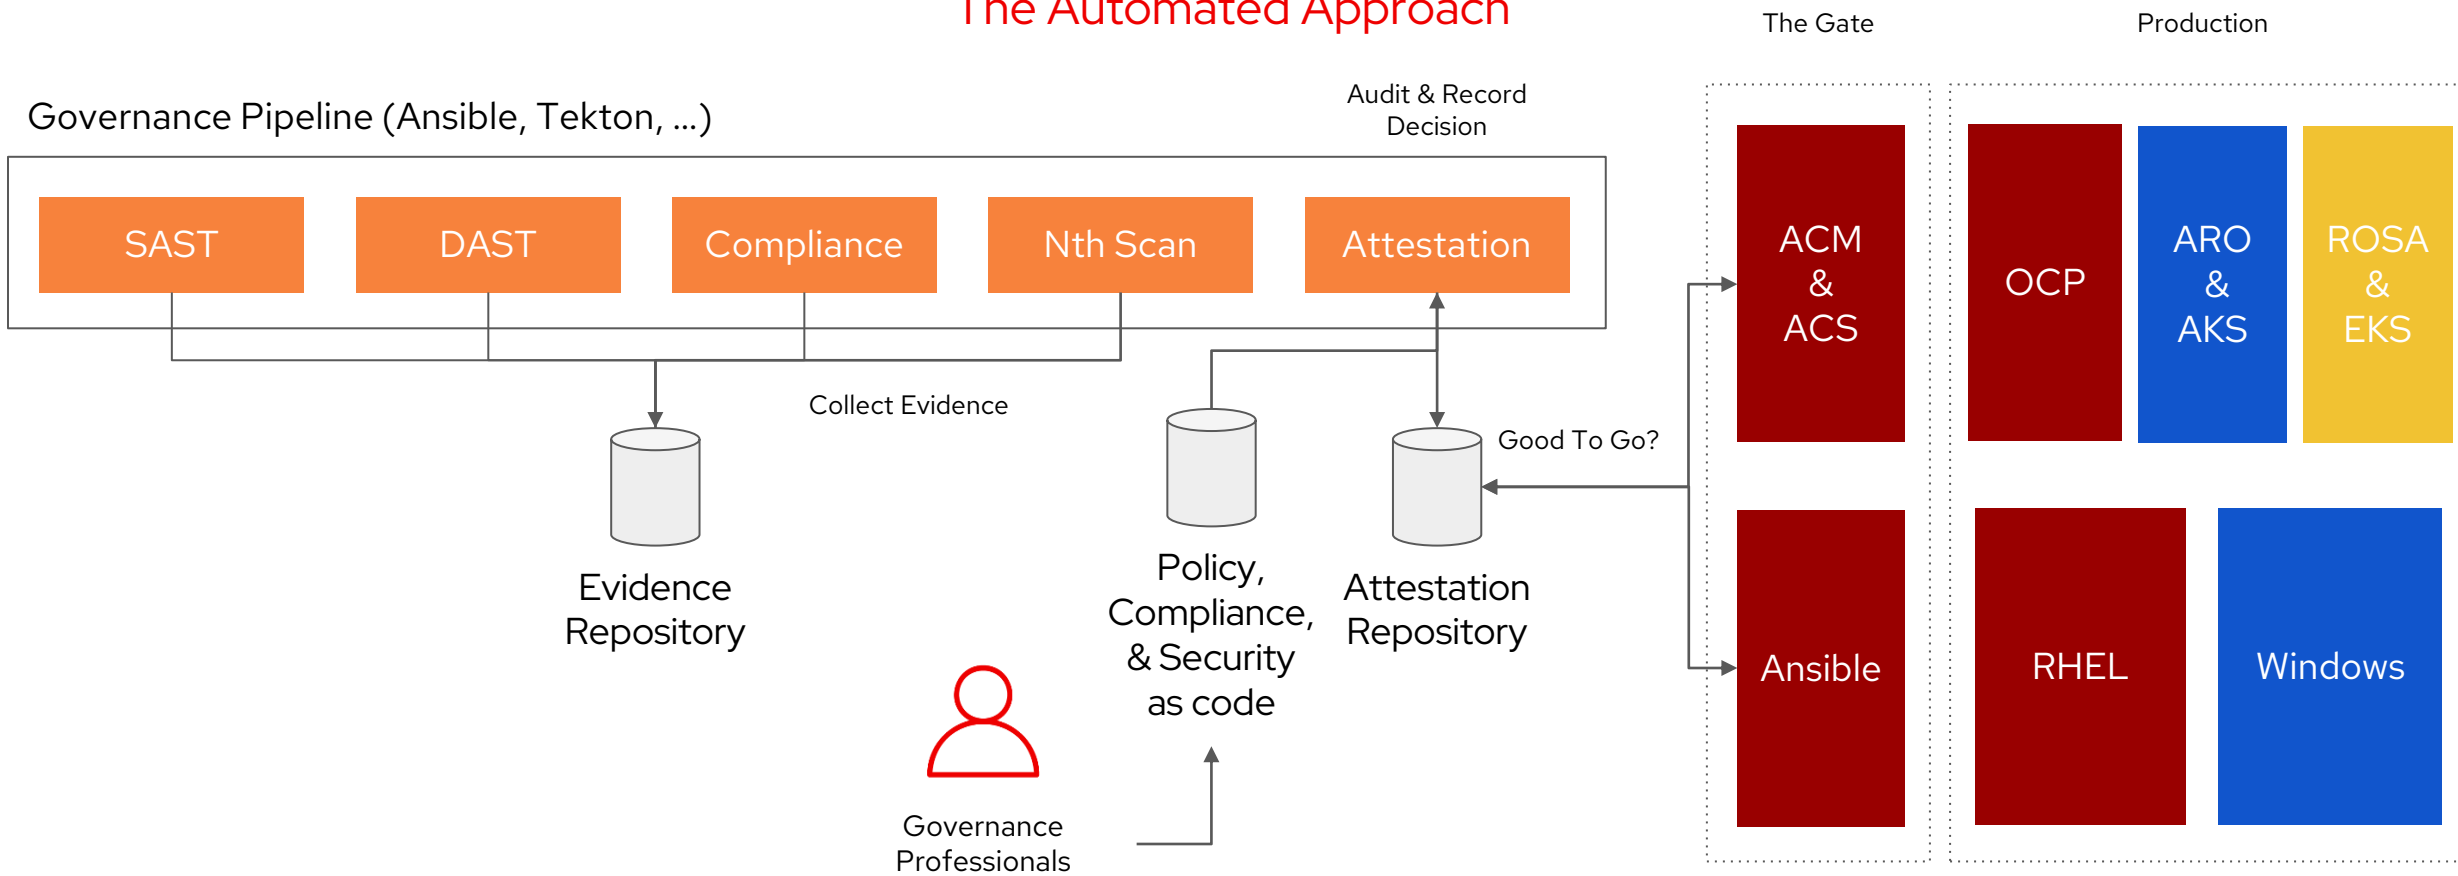 The Automated Approach
The Gate
Production
Governance Pipeline (Ansible, Tekton, ...)
Audit & Record
Decision
SAST
DAST
Compliance
Nth Scan
Attestation
ACM
&
ACS
OCP
ARO
&
AKS
ROSA
&
EKS
Collect Evidence
Good To Go?
Evidence
Repository
Policy,
Compliance,
& Security
as code
Attestation
Repository
Ansible
RHEL
Windows
Governance
Professionals